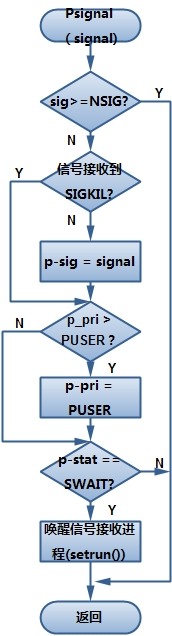 Psignal
（signal)
sig>=NSIG?
Y
N
信号接收到
SIGKIL?
Y
N
p-sig = signal
p_pri >
PUSER ?
N
Y
p-pri =
PUSER
p-stat ==
SWAIT?
N
Y
唤醒信号接收进
程(setrun())
返回